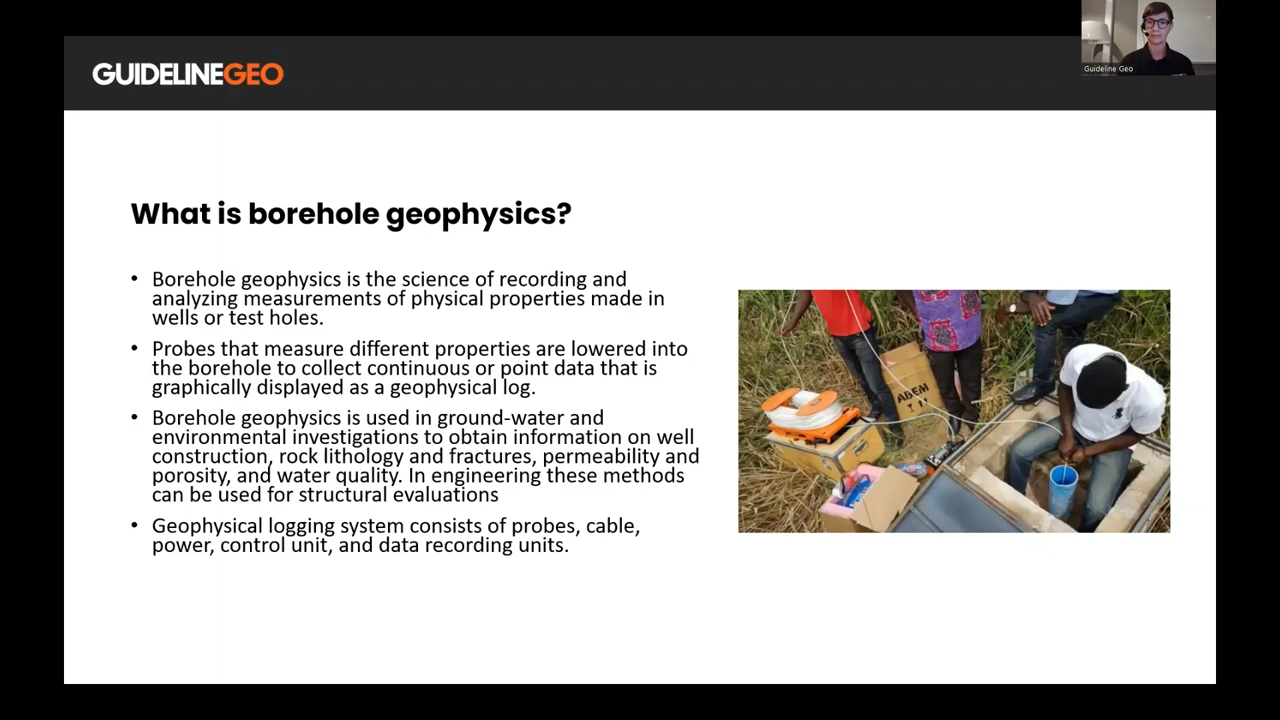 GUIDELINEGEO
Guideline Geo
What is borehole geophysics?
• Borehole geophysics is the science of recording and
analyzing measurements of physical properties made in
wells or test holes.
• Probes that measure different properties are lowered into
the borehole to collect continuous or point data that is
graphically displayed as a geophysical log.
• Borehole geophysics is used in ground-water and
environmental investigations to obtain information on well
construction, rock lithology and fractures, permeability and
porosity, and water quality. In engineering these methods
can be used for structural evaluations
• Geophysical logging system consists of probes, cable,
power, control unit, and data recording units.
ABEM